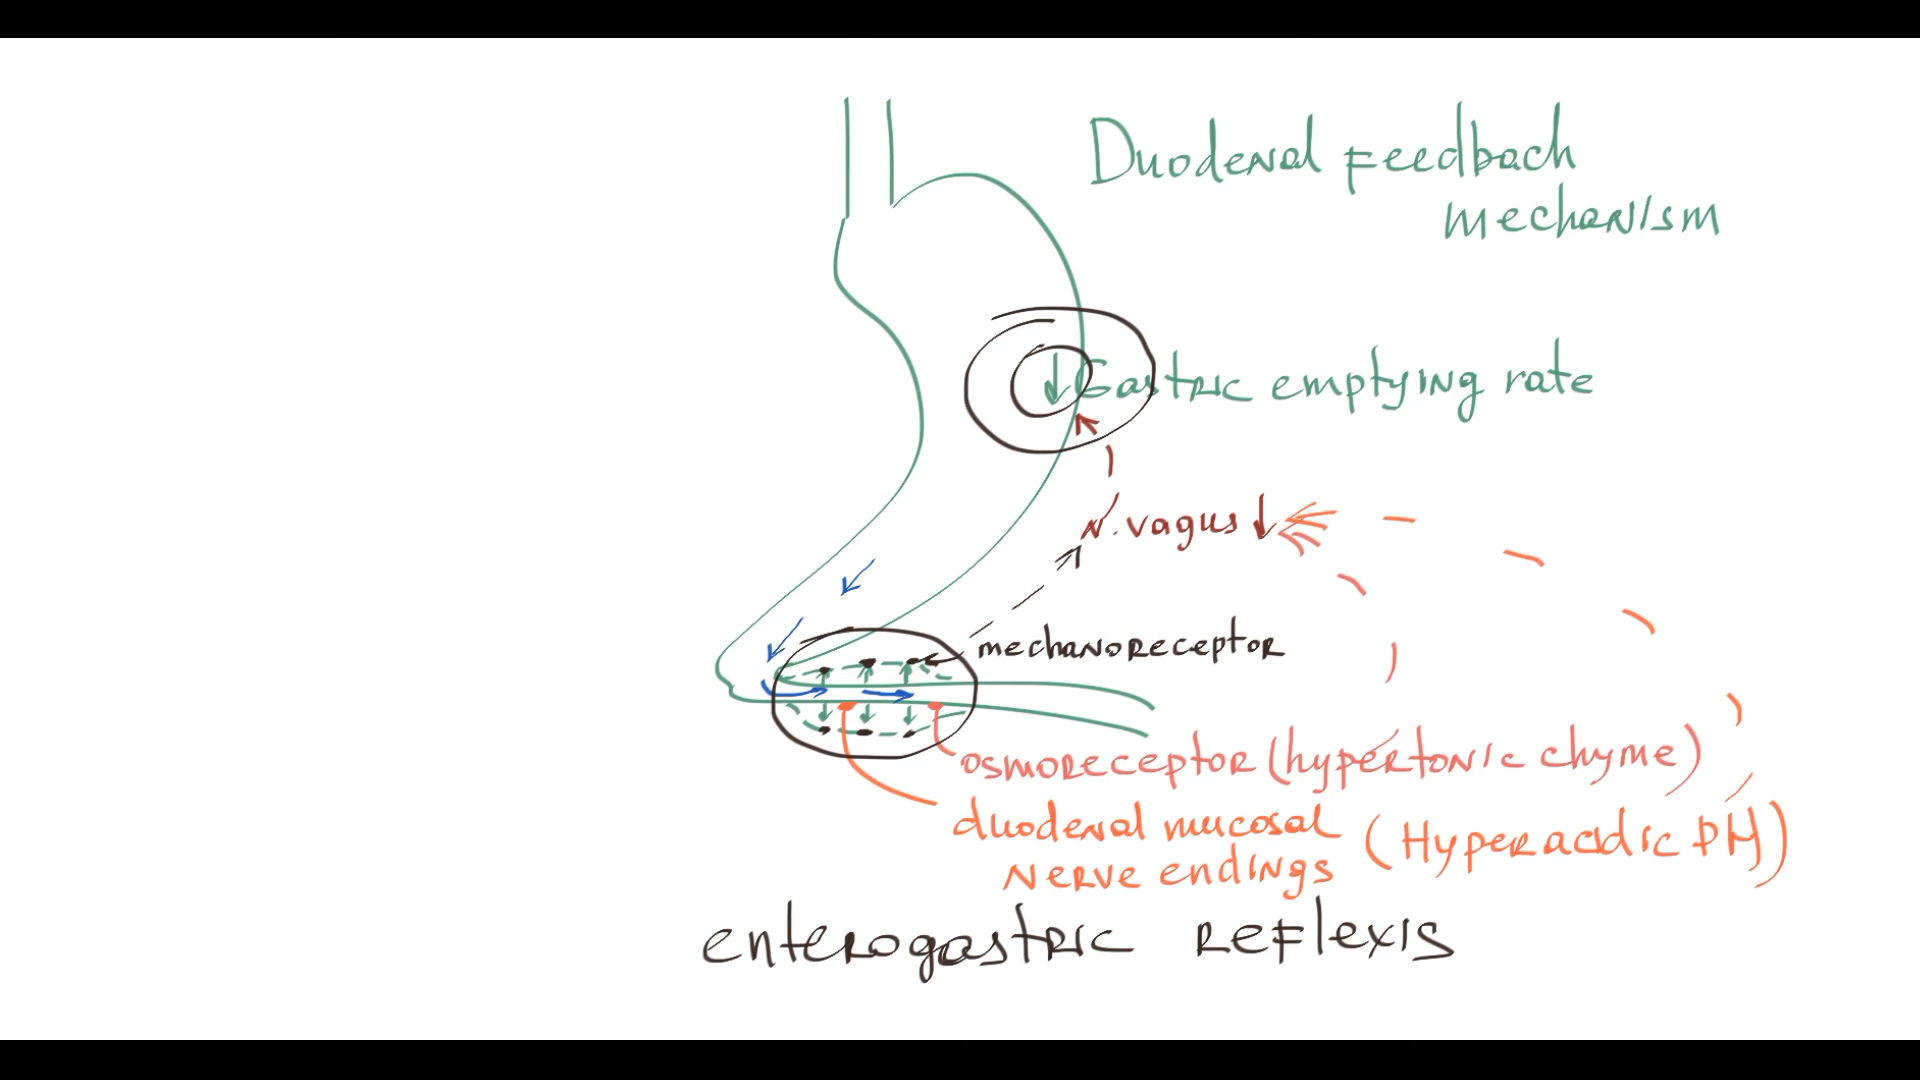 Duodenal Feedback
mechanism
↓ Gastric emptying rate
N. vagus ↓
mechanoreceptor
osmoreceptor (hypertonic chyme)
duodenal mucosal (Hyperacidic PH)
nerve endings
enterogastric reflexis